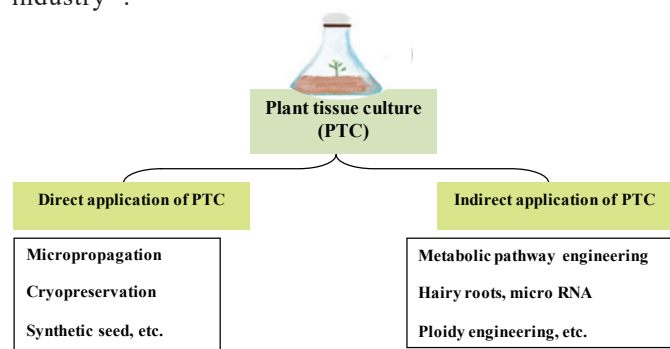 industry .
Plant tissue culture
(PTC)
Direct application of PTC
Indirect application of PTC
Micropropagation
Cryopreservation
Synthetic seed, etc.
Metabolic pathway engineering
Hairy roots, micro RNA
Ploidy engineering, etc.